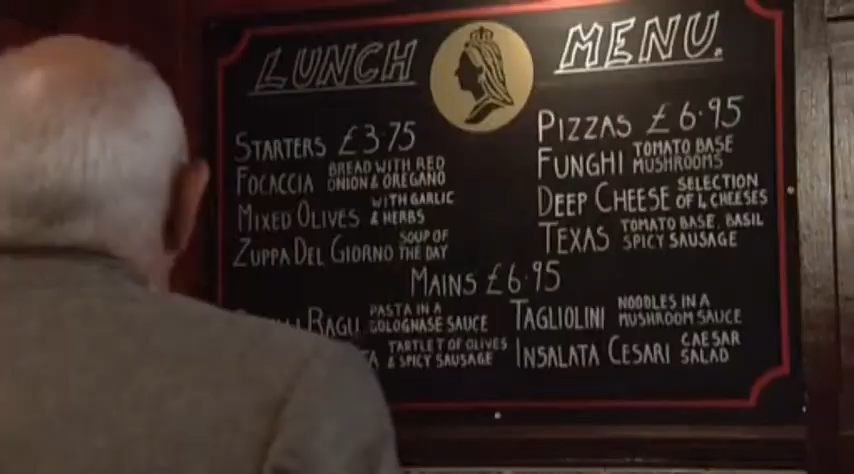 LUNCH MENU.
STARTERS £3·75
FOCACCIA BREAD WITH RED ONION & OREGANO
MIXED OLIVES WITH GARLIC & HERBS
ZUPPA DEL GIORNO SOUP OF THE DAY
PIZZAS £6·95
FUNGHI TOMATO BASE MUSHROOMS
DEEP CHEESE SELECTION OF 4 CHEESES
TEXAS TOMATO BASE, BASIL SPICY SAUSAGE
MAINS £6·95
RAGU PASTA IN A BOLOGNASE SAUCE
TARTLET OF OLIVES & SPICY SAUSAGE
TAGLIOLINI NOODLES IN A MUSHROOM SAUCE
INSALATA CESARI CAESAR SALAD